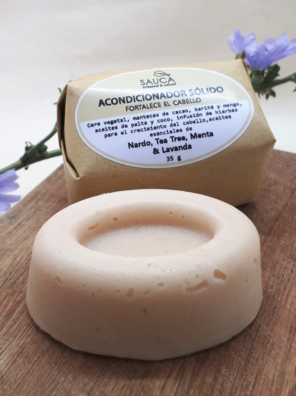 SAUCA
ACONDICIONADOR SÓLIDO
FORTALECE EL CABELLO
Cera vegetal, mantecas de cacao, karité y mango,
aceites de palta y coco, infusión de hierbas
para el crecimiento del cabello, aceites
esenciales de
Nardo, Tea Tree, Menta
& Lavanda
35 g